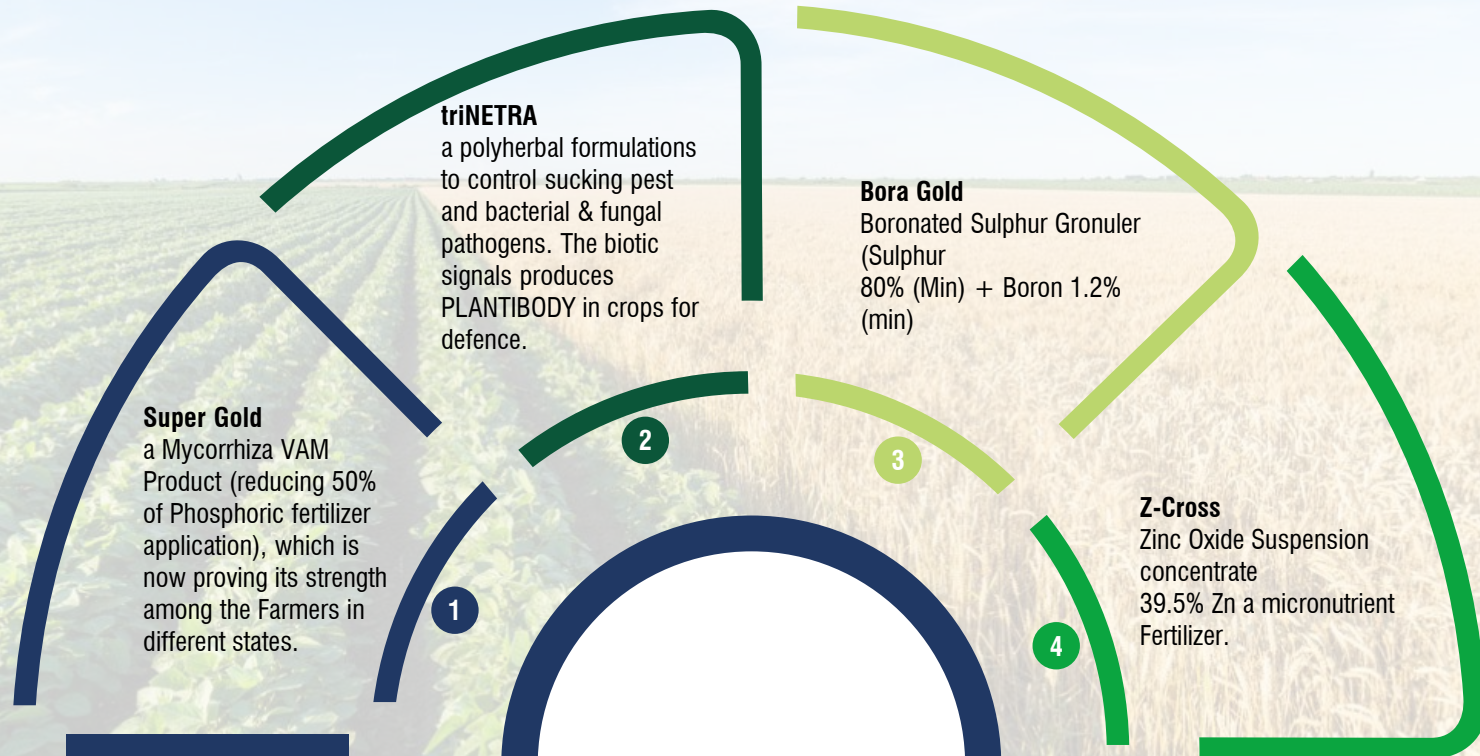 triNETRA
a polyherbal formulations
to control sucking pest
and bacterial & fungal
pathogens. The biotic
signals produces
PLANTIBODY in crops for
defence.
Bora Gold
Boronated Sulphur Gronuler
(Sulphur
80% (Min) + Boron 1.2%
(min)
Super Gold
a Mycorrhiza VAM
Product (reducing 50%
of Phosphoric fertilizer
application), which is
now proving its strength
among the Farmers in
different states.
Z-Cross
Zinc Oxide Suspension
concentrate
39.5% Zn a micronutrient
Fertilizer.
1
2
3
4